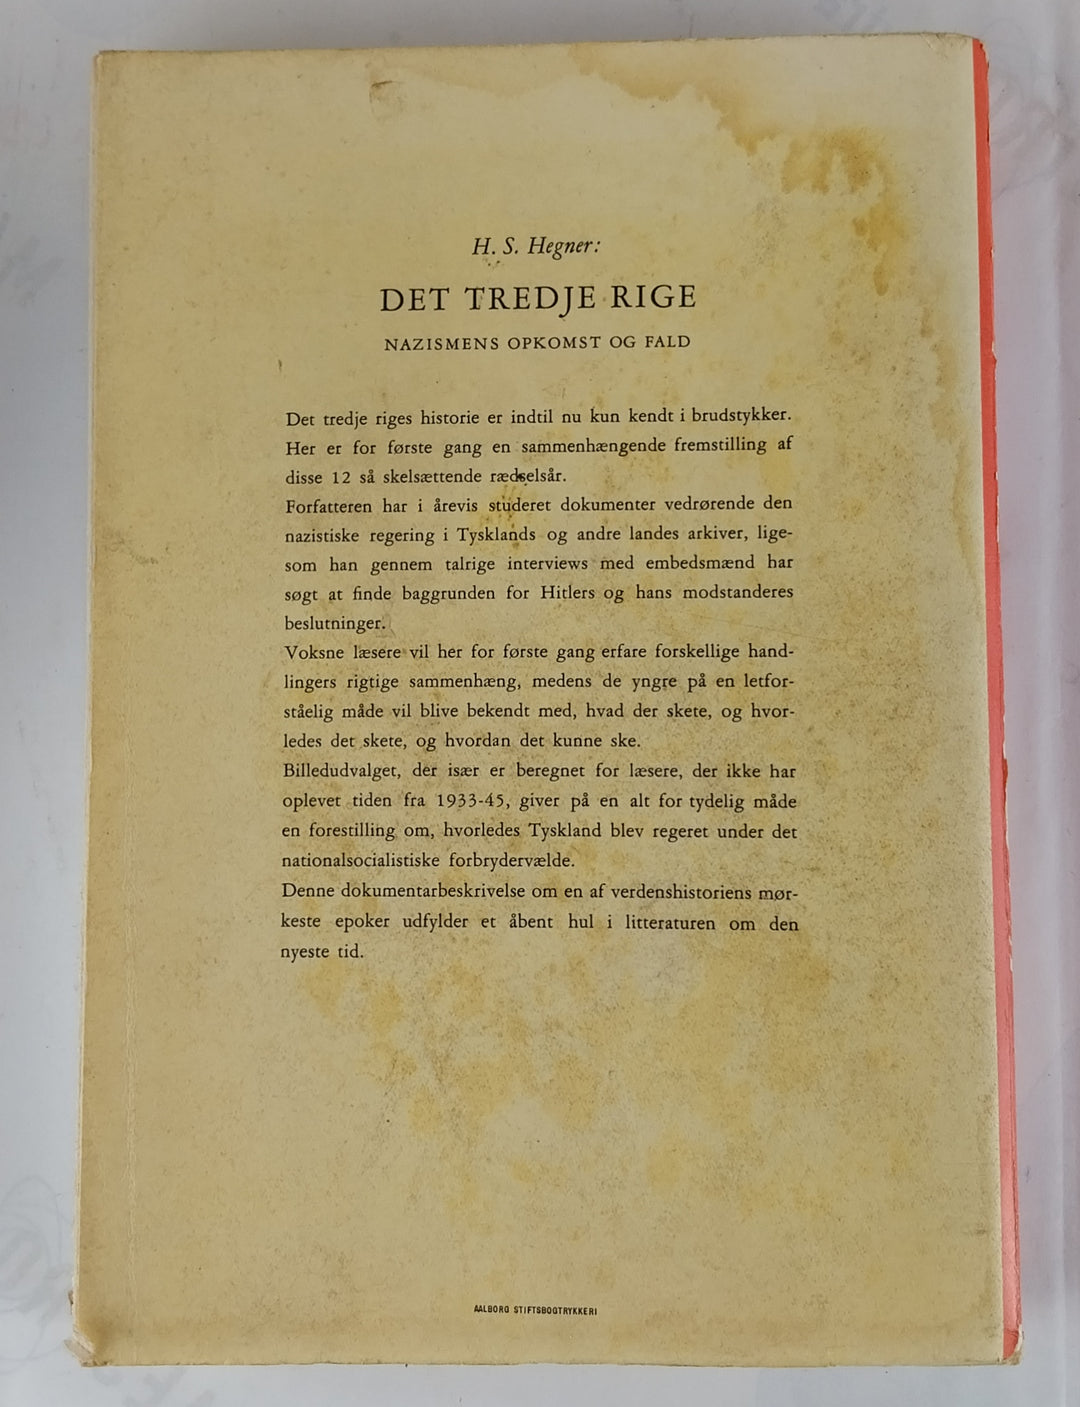 H. S. Hegner:
DET TREDJE RIGE
NAZISMENS OPKOMST OG FALD
Det tredje riges historie er indtil nu kun kendt i brudstykker.
Her er for første gang en sammenhængende fremstilling af
disse 12 så skelsættende rædselsår.
Forfatteren har i årevis studeret dokumenter vedrørende den
nazistiske regering i Tysklands og andre landes arkiver, lige-
som han gennem talrige interviews med embedsmænd har
søgt at finde baggrunden for Hitlers og hans modstanderes
beslutninger.
Voksne læsere vil her for første gang erfare forskellige hand-
lingers rigtige sammenhæng, medens de yngre på en letfor-
ståelig måde vil blive bekendt med, hvad der skete, og hvor-
ledes det skete, og hvordan det kunne ske.
Billedudvalget, der især er beregnet for læsere, der ikke har
oplevet tiden fra 1933-45, giver på en alt for tydelig måde
en forestilling om, hvorledes Tyskland blev regeret under det
nationalsocialistiske forbrydervælde.
Denne dokumentarbeskrivelse om en af verdenshistoriens mør-
keste epoker udfylder et åbent hul i litteraturen om den
nyeste tid.
AALBORG STIFTSBOGTRYKKERI